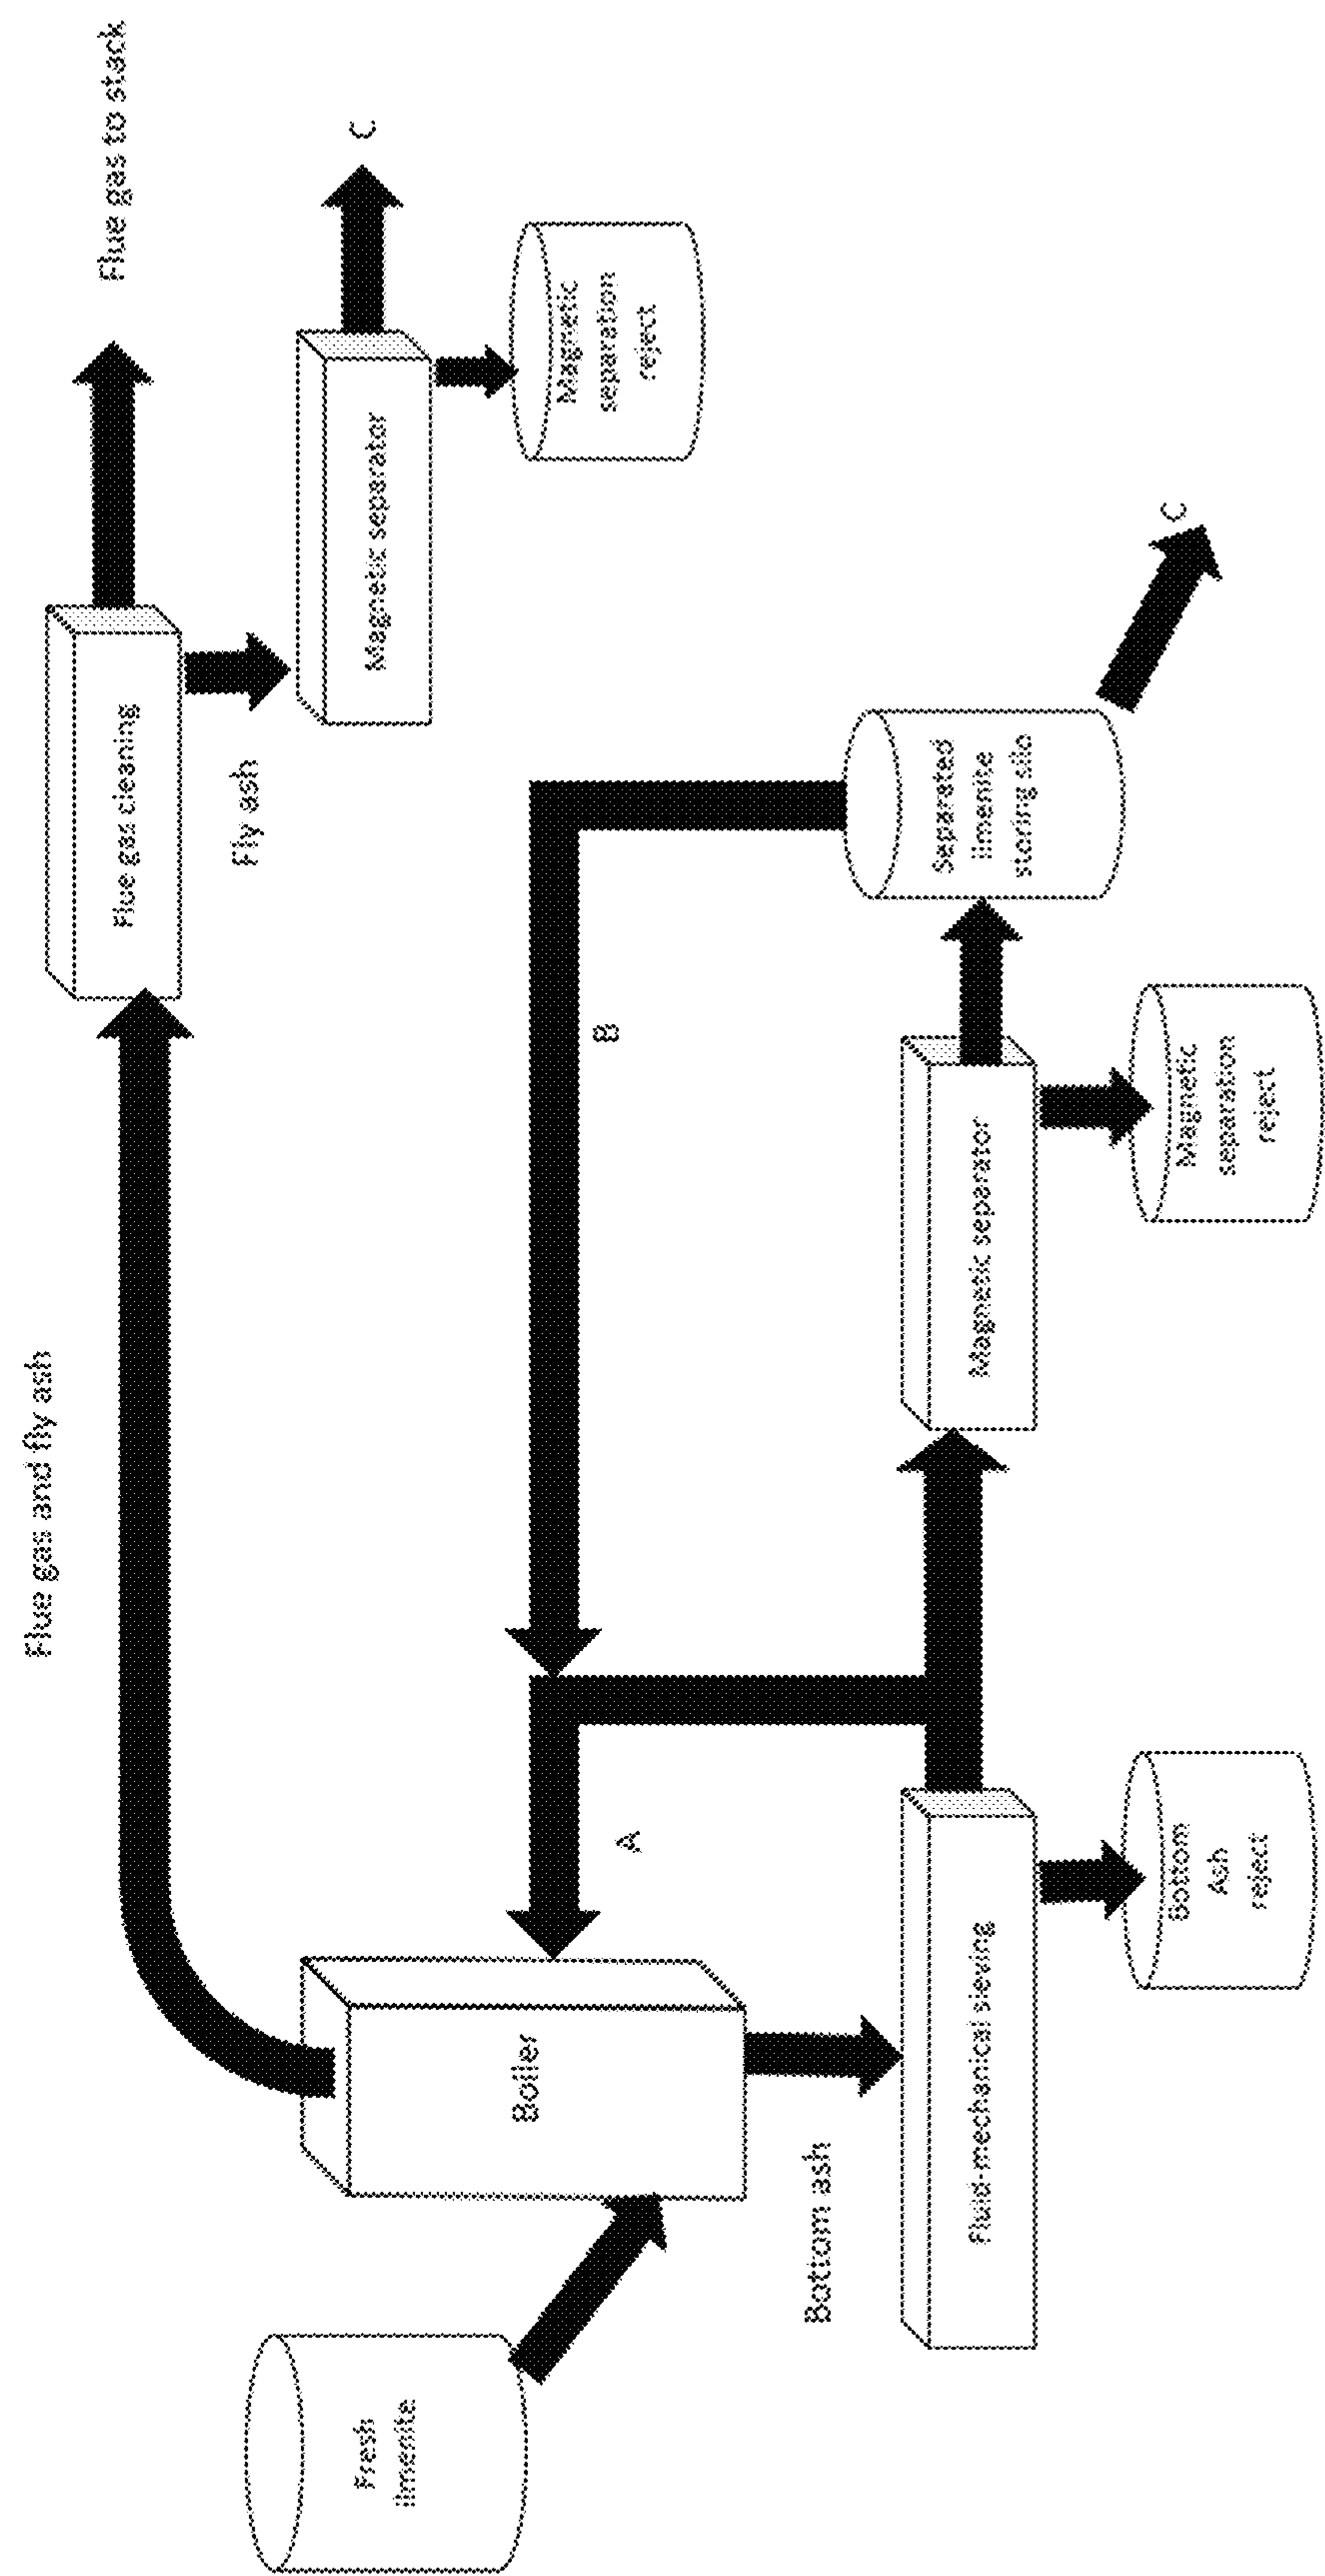 Flue gas and fly ash
Flue gas cleaning
Flue gas to stack
Fly ash
Magnetic separator
C
Magnetic
separation
reject
Fresh
ilmenite
Boiler
A
B
Bottom ash
Fluid-mechanical sieving
Bottom
Ash
reject
Magnetic separator
Magnetic
separation
reject
Separated
ilmenite
storing silo
C